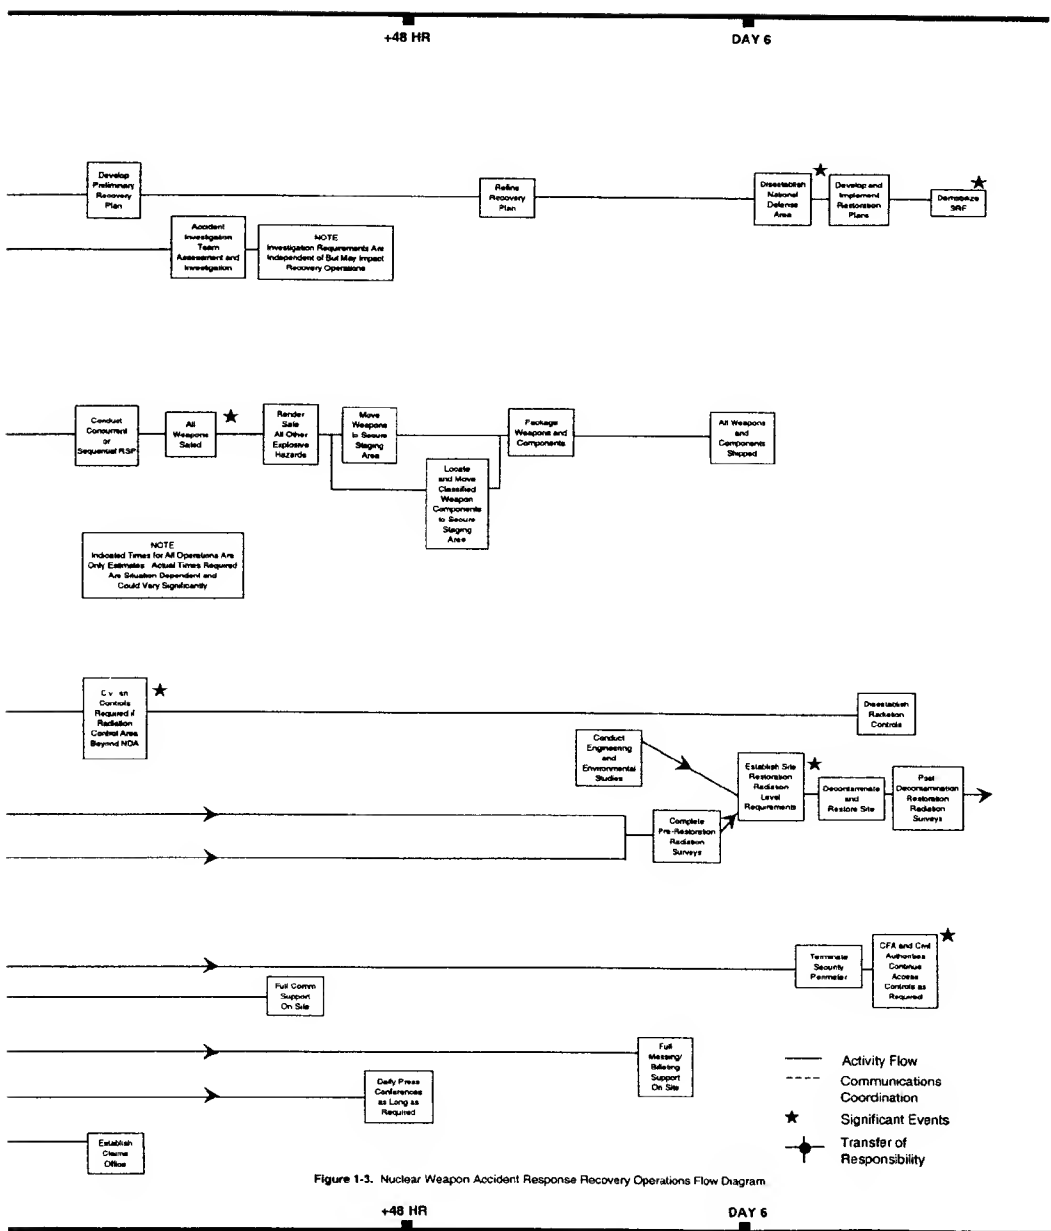 +48 HR
DAY 6
Develop
Preliminary
Recovery
Plan
Refine
Recovery
Plan
Disestablish
National
Defense
Area
Develop and
Implement
Restoration
Plans
Demobilize
SRF
Accident
Investigation
Team
Assessment and
Investigation
NOTE
Investigation Requirements Are
Independent of But May Impact
Recovery Operations
Conduct
Concurrent
or
Sequential RSP
All
Weapons
Safed
Render
Safe
All Other
Explosive
Hazards
Move
Weapons
to Secure
Staging
Area
Locate
and Move
Classified
Weapon
Components
to Secure
Staging
Area
Package
Weapons and
Components
All Weapons
and
Components
Shipped
NOTE
Indicated Times for All Operations Are
Only Estimates Actual Times Required
Are Situation Dependent and
Could Vary Significantly
Controls
Required if
Radiation
Control Area
Beyond NDA
Disestablish
Radiation
Controls
Conduct
Engineering
and
Environmental
Studies
Establish Site
Restoration
Radiation
Level
Requirements
Decontaminate
and
Restore Site
Post
Decontamination
Restoration
Radiation
Surveys
Complete
Pre-Restoration
Radiation
Surveys
Terminate
Security
Perimeter
CFA and Civil
Authorities
Continue
Access
Controls as
Required
Full Comm
Support
On Site
Full
Messing/
Billeting
Support
On Site
Daily Press
Conferences
as Long as
Required
Establish
Claims
Office
Activity Flow
Communications
Coordination
Significant Events
Transfer of
Responsibility
Figure 1-3. Nuclear Weapon Accident Response Recovery Operations Flow Diagram
+48 HR
DAY 6